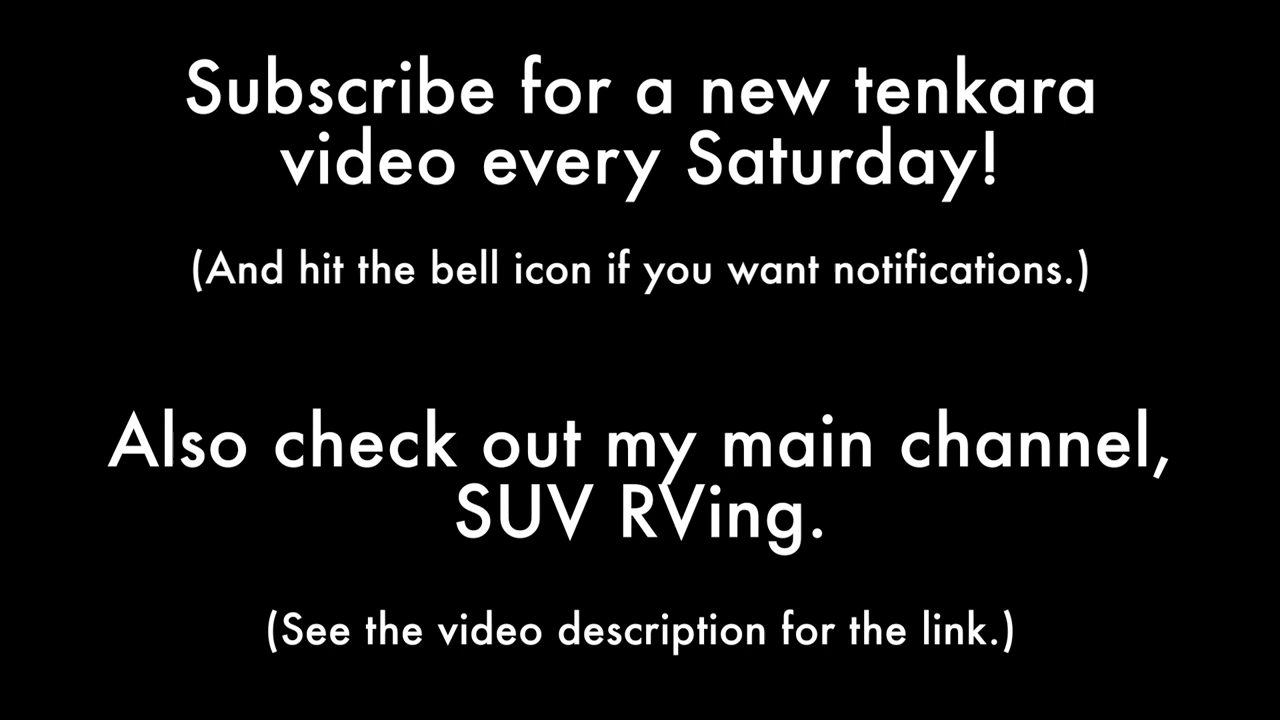 Subscribe for a new tenkara
video every Saturday!
(And hit the bell icon if you want notifications.)
Also check out my main channel,
SUV RVing.
(See the video description for the link.)